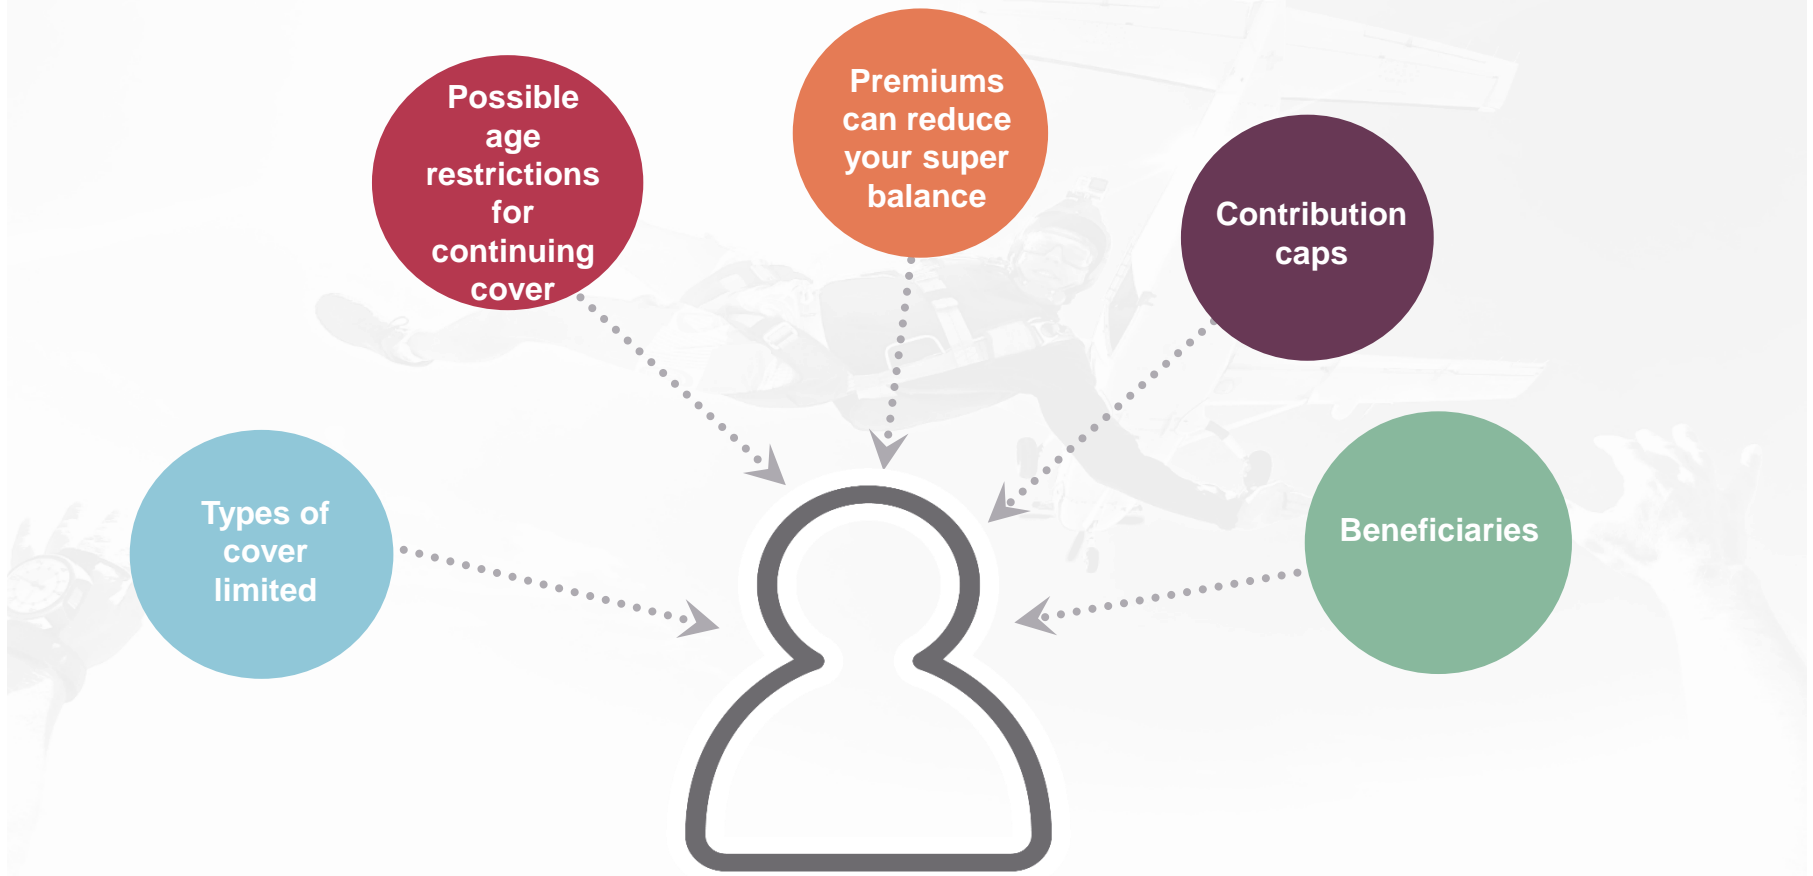 Possible
age
restrictions
for
continuing
cover
Premiums
can reduce
your super
balance
Contribution
caps
Types of
cover
limited
Beneficiaries